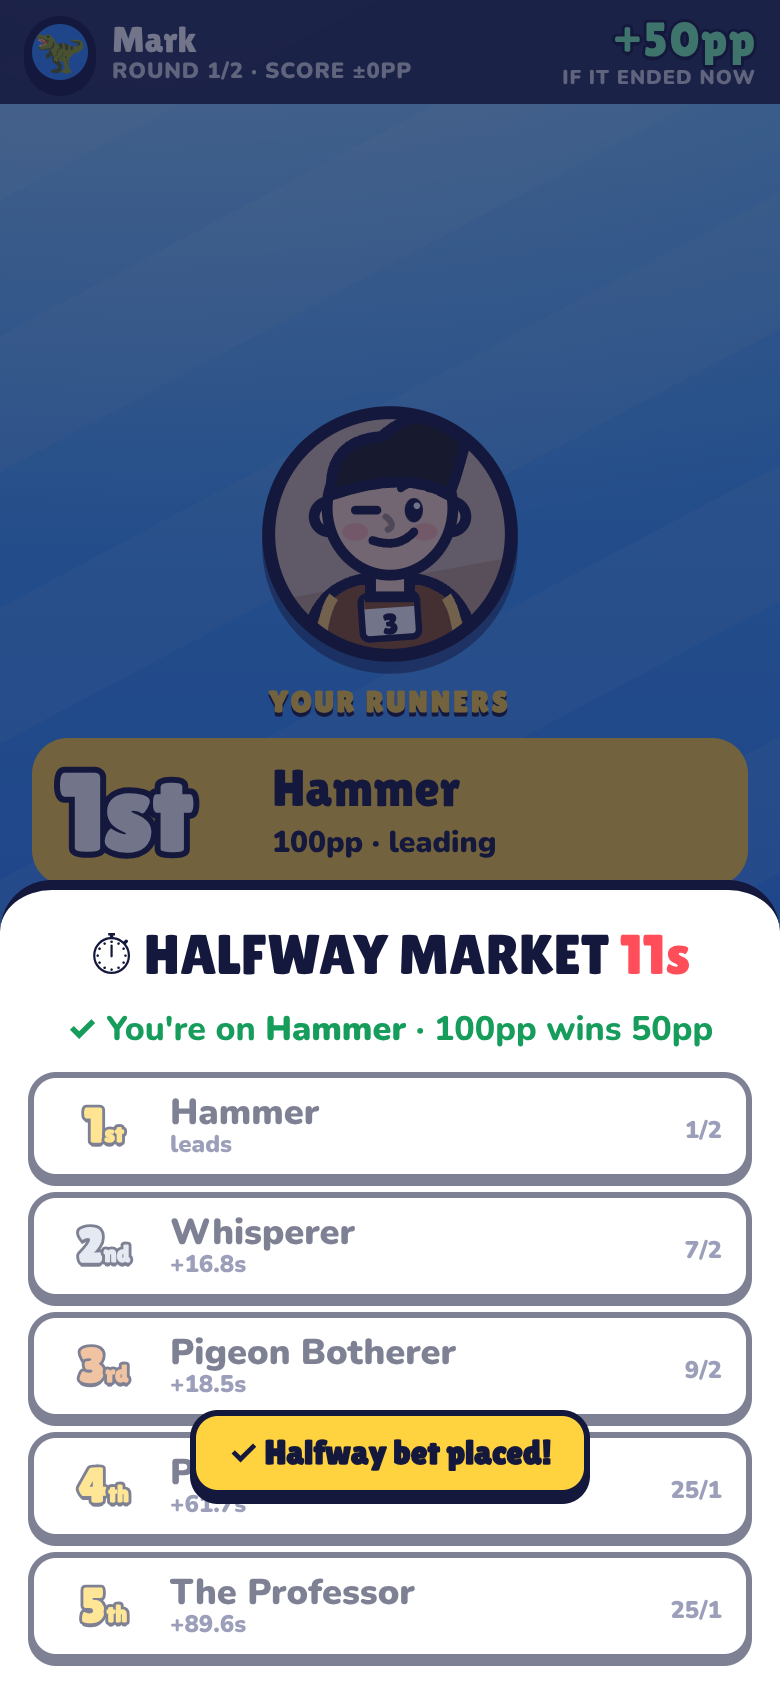 Mark
ROUND 1/2 · SCORE ±0PP
+50pp
IF IT ENDED NOW
3
YOUR RUNNERS
1st
Hammer
100pp · leading
⏱ HALFWAY MARKET 11s
✓ You're on Hammer · 100pp wins 50pp
1st
Hammer
leads
1/2
2nd
Whisperer
+16.8s
7/2
3rd
Pigeon Botherer
+18.5s
9/2
✓ Halfway bet placed!
4th
+61.7s
25/1
5th
The Professor
+89.6s
25/1